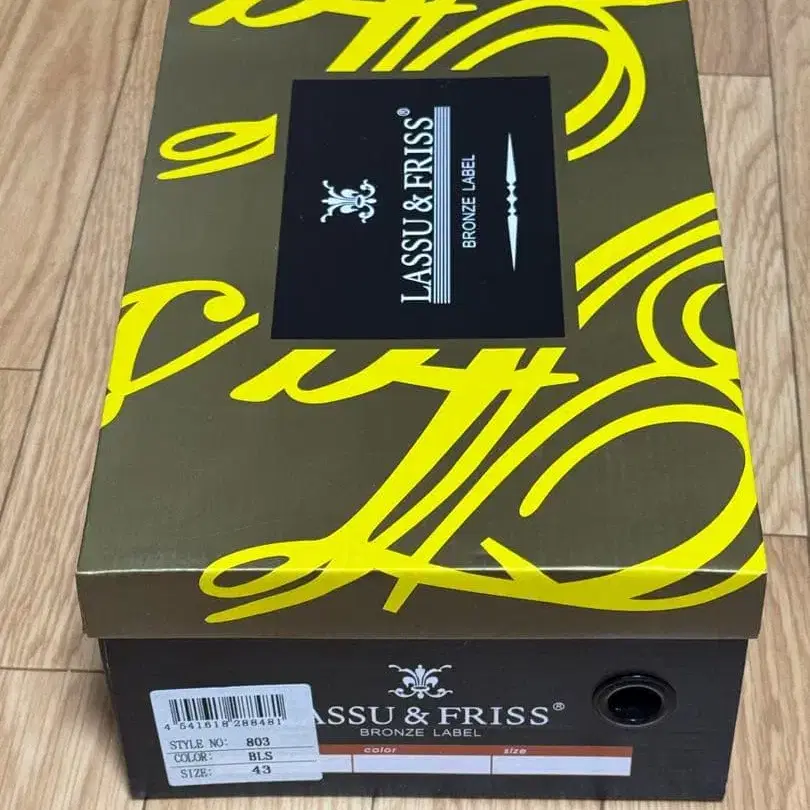 LASSU & FRISS®
BRONZE LABEL
ASSU & FRISS®
BRONZE LABEL
4 541618 288481
STYLE NO: 803
COLOR: BLS
SIZE: 43
color
size